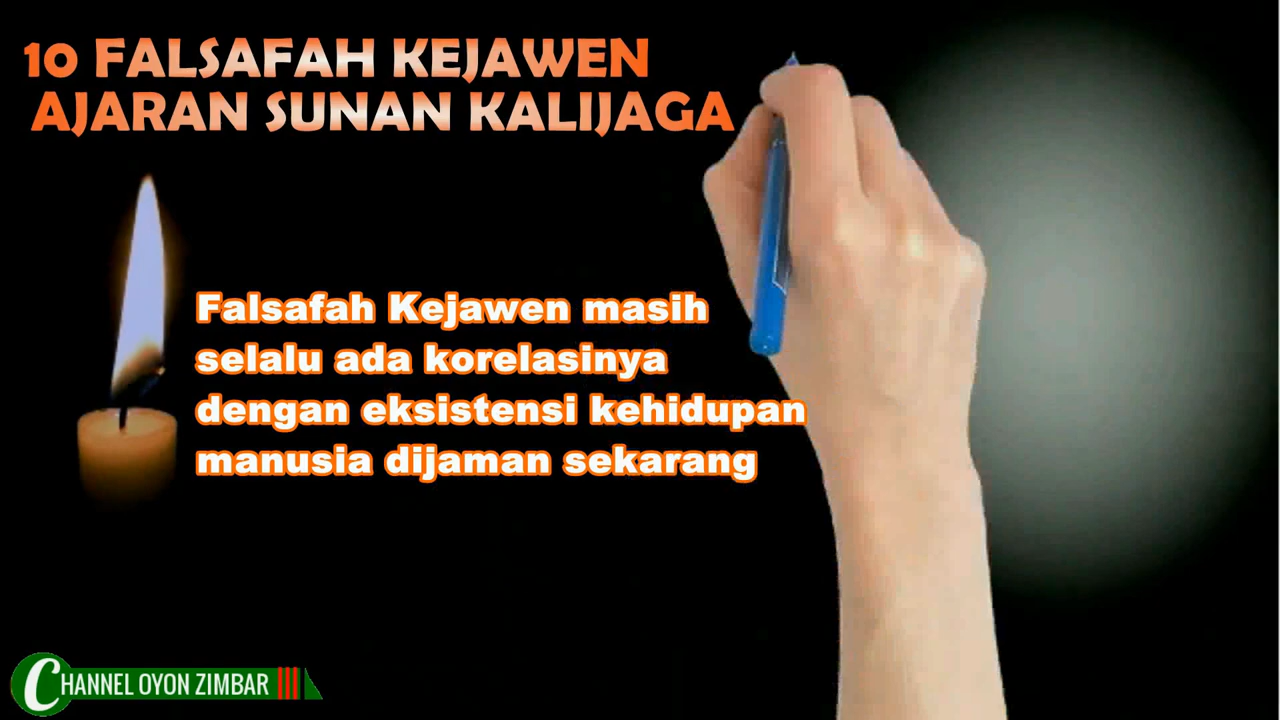 10 FALSAFAH KEJAWEN
AJARAN SUNAN KALIJAGA
Falsafah Kejawen masih
selalu ada korelasinya
dengan eksistensi kehidupan
manusia dijaman sekarang
CHANNEL OYON ZIMBAR